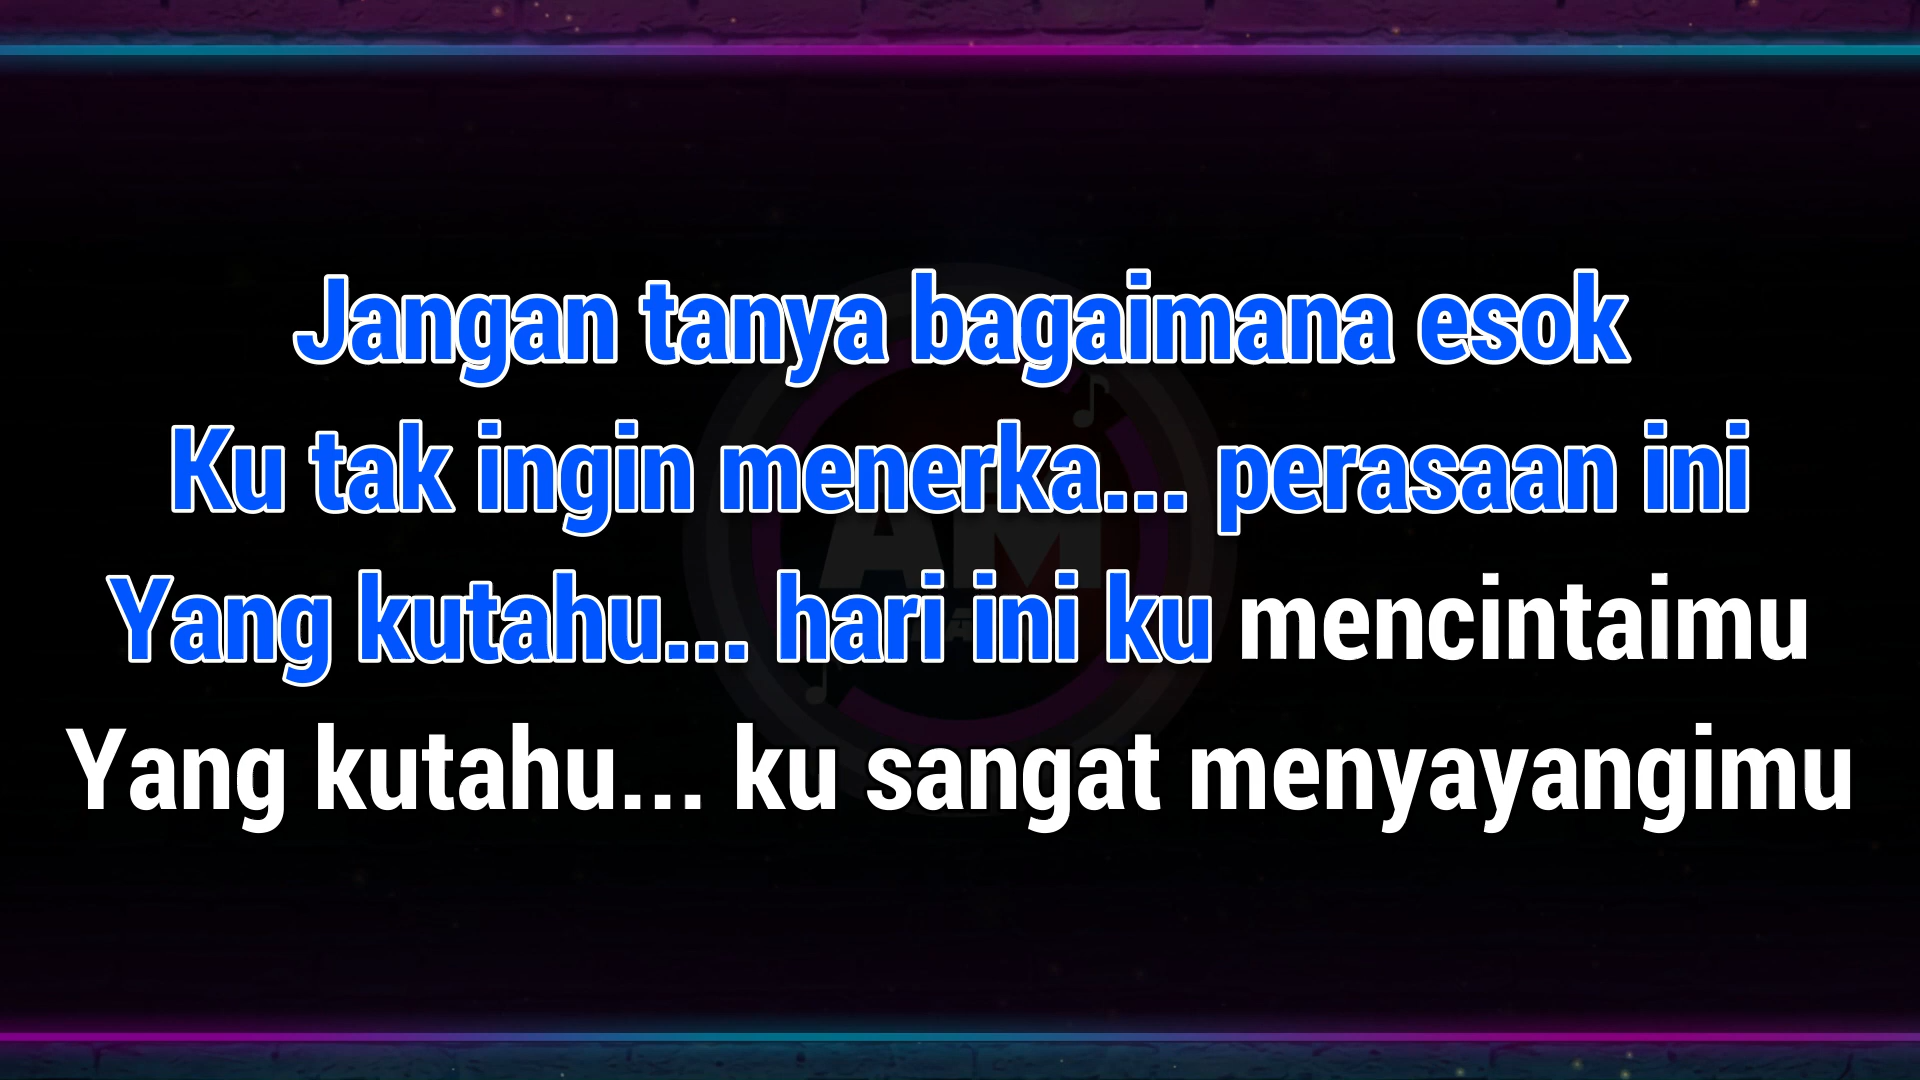 Jangan tanya bagaimana esok
Ku tak ingin menerka... perasaan ini
Yang kutahu... hari ini ku mencintaimu
Yang kutahu... ku sangat menyayangimu
AM